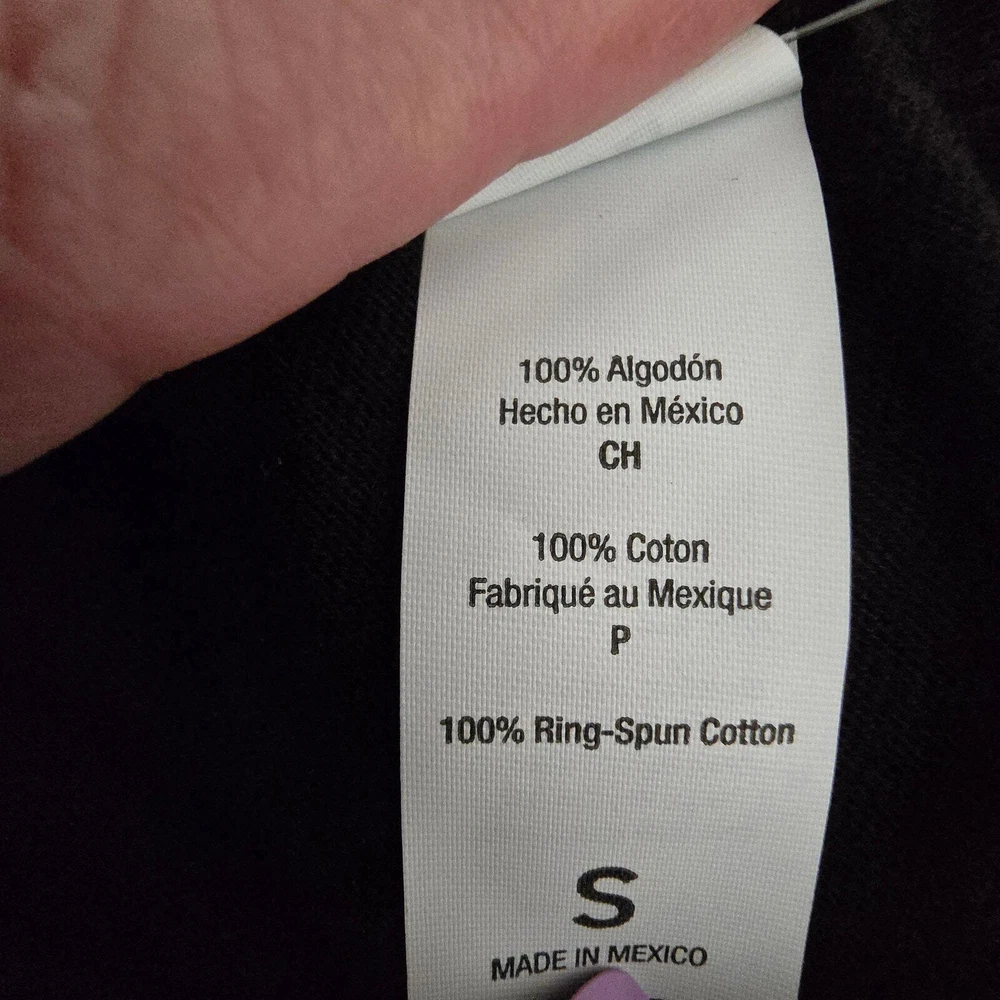 100% Algodón
Hecho en México
CH
100% Coton
Fabriqué au Mexique
P
100% Ring-Spun Cotton
S
MADE IN MEXICO